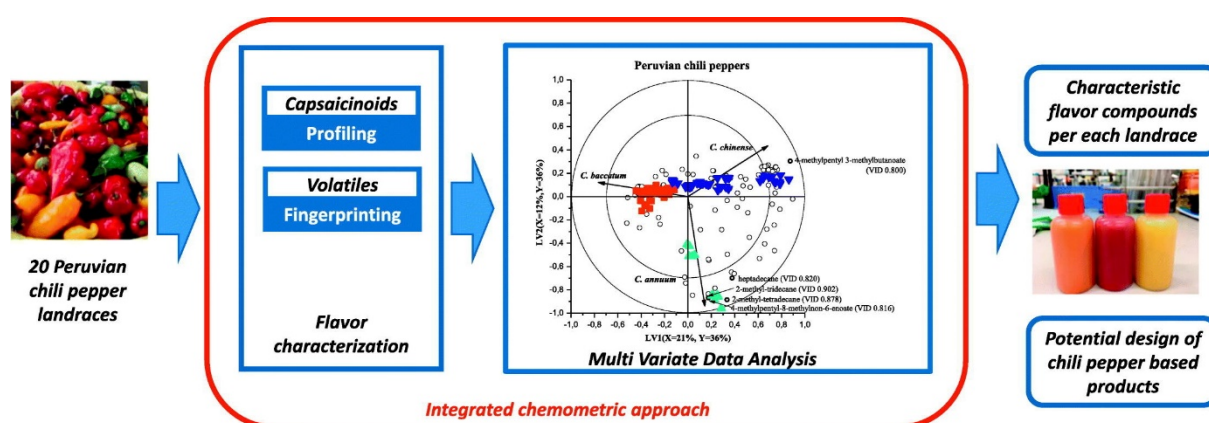 20 Peruvian
chili pepper
landraces
Capsaicinoids
Profiling
Volatiles
Fingerprinting
Flavor
characterization
Peruvian chili peppers
1,0
0,8
0,6
0,4
0,2
0,0
-0,2
-0,4
-0,6
-0,8
-1,0
LV2(X=12%,Y=36%)
C. chinense
4-methylpentyl 3-methylbutanoate
(VID 0.800)
C. baccatum
C. annuum
heptadecane (VID 0.820)
2-methyl-tridecane (VID 0.902)
2-methyl-tetradecane (VID 0.878)
4-methylpentyl-8-methylnon-6-enoate (VID 0.816)
-1,0 -0,8 -0,6 -0,4 -0,2 0,0 0,2 0,4 0,6 0,8 1,0
LV1(X=21%, Y=36%)
Multi Variate Data Analysis
Integrated chemometric approach
Characteristic
flavor compounds
per each landrace
Potential design of
chili pepper based
products